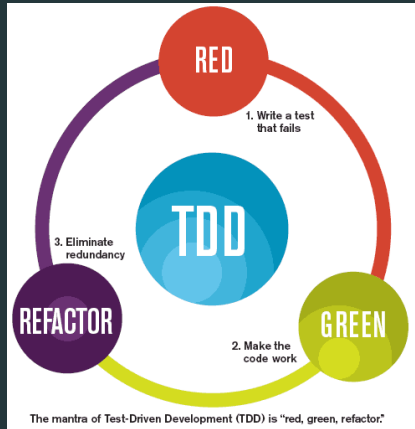 RED
1. Write a test
that fails
TDD
3. Eliminate
redundancy
REFACTOR
GREEN
2. Make the
code work
The mantra of Test-Driven Development (TDD) is “red, green, refactor.”